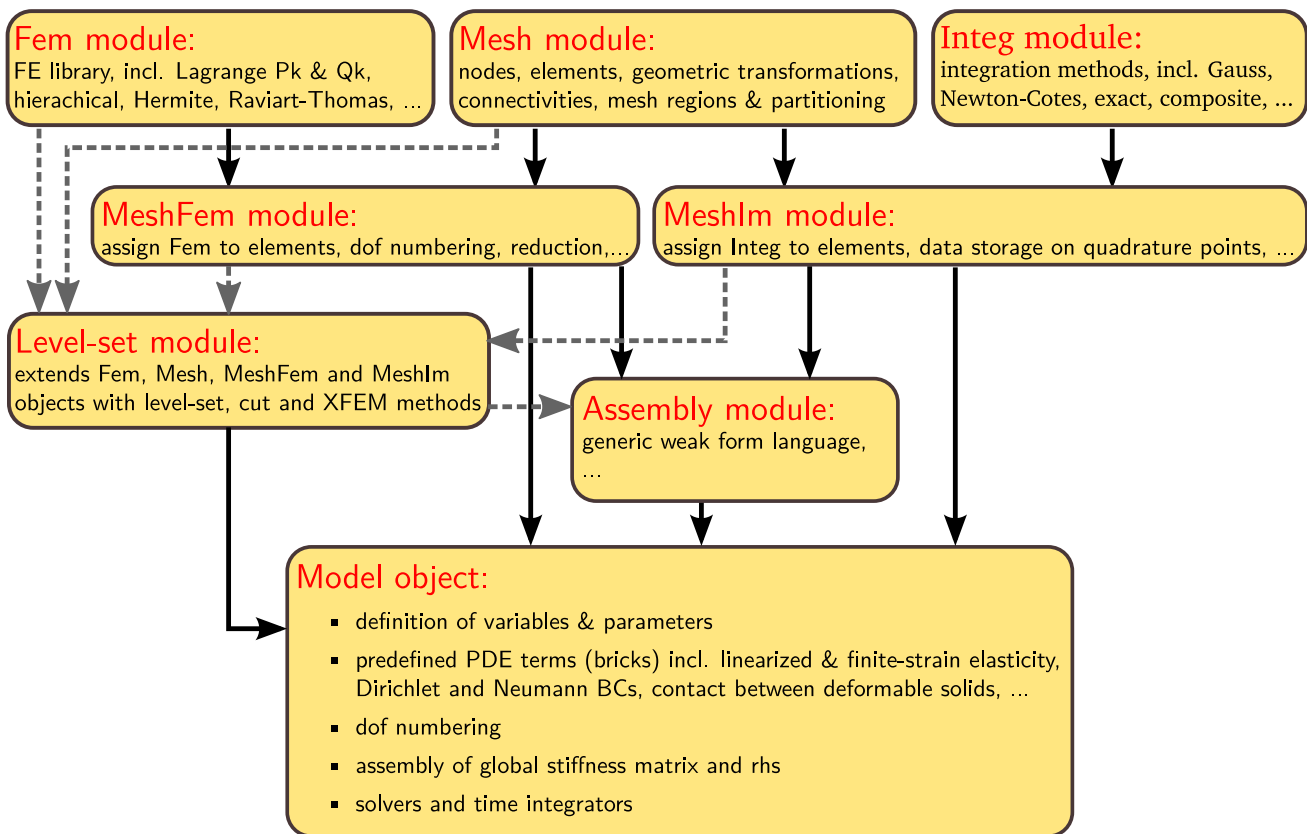 Fem module:
FE library, incl. Lagrange Pk & Qk,
hierachical, Hermite, Raviart-Thomas, ...
Mesh module:
nodes, elements, geometric transformations,
connectivities, mesh regions & partitioning
Integ module:
integration methods, incl. Gauss,
Newton-Cotes, exact, composite, ...
MeshFem module:
assign Fem to elements, dof numbering, reduction,...
MeshIm module:
assign Integ to elements, data storage on quadrature points, ...
Level-set module:
extends Fem, Mesh, MeshFem and MeshIm
objects with level-set, cut and XFEM methods
Assembly module:
generic weak form language,
...
Model object:
▪ definition of variables & parameters
▪ predefined PDE terms (bricks) incl. linearized & finite-strain elasticity,
Dirichlet and Neumann BCs, contact between deformable solids, ...
▪ dof numbering
▪ assembly of global stiffness matrix and rhs
▪ solvers and time integrators